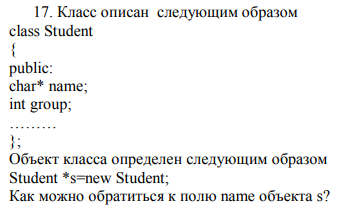 17. Класс описан следующим образом
class Student
{
public:
char* name;
int group;
.........
};
Объект класса определен следующим образом
Student *s=new Student;
Как можно обратиться к полю name объекта s?